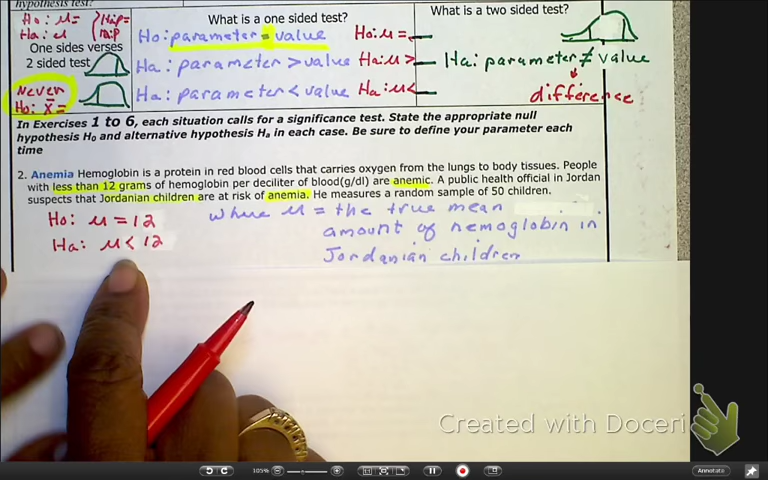 hypothesis test?
Ho: μ=
Ha: μ
One sides verses
2 sided test
Never
Ho: x̄=
What is a one sided test?
Ho: parameter = value Ho: μ = __
Ha: parameter > value Ha: μ > __
Ha: parameter < value Ha: μ < __
What is a two sided test?
Ha: parameter ≠ value
difference
In Exercises 1 to 6, each situation calls for a significance test. State the appropriate null
hypothesis H₀ and alternative hypothesis Hₐ in each case. Be sure to define your parameter each
time
2. Anemia Hemoglobin is a protein in red blood cells that carries oxygen from the lungs to body tissues. People
with less than 12 grams of hemoglobin per deciliter of blood(g/dl) are anemic. A public health official in Jordan
suspects that Jordanian children are at risk of anemia. He measures a random sample of 50 children.
Ho: μ = 12
Ha: μ < 12
where μ = the true mean
amount of hemoglobin in
Jordanian children
Created with Doceri
105%
Annotate